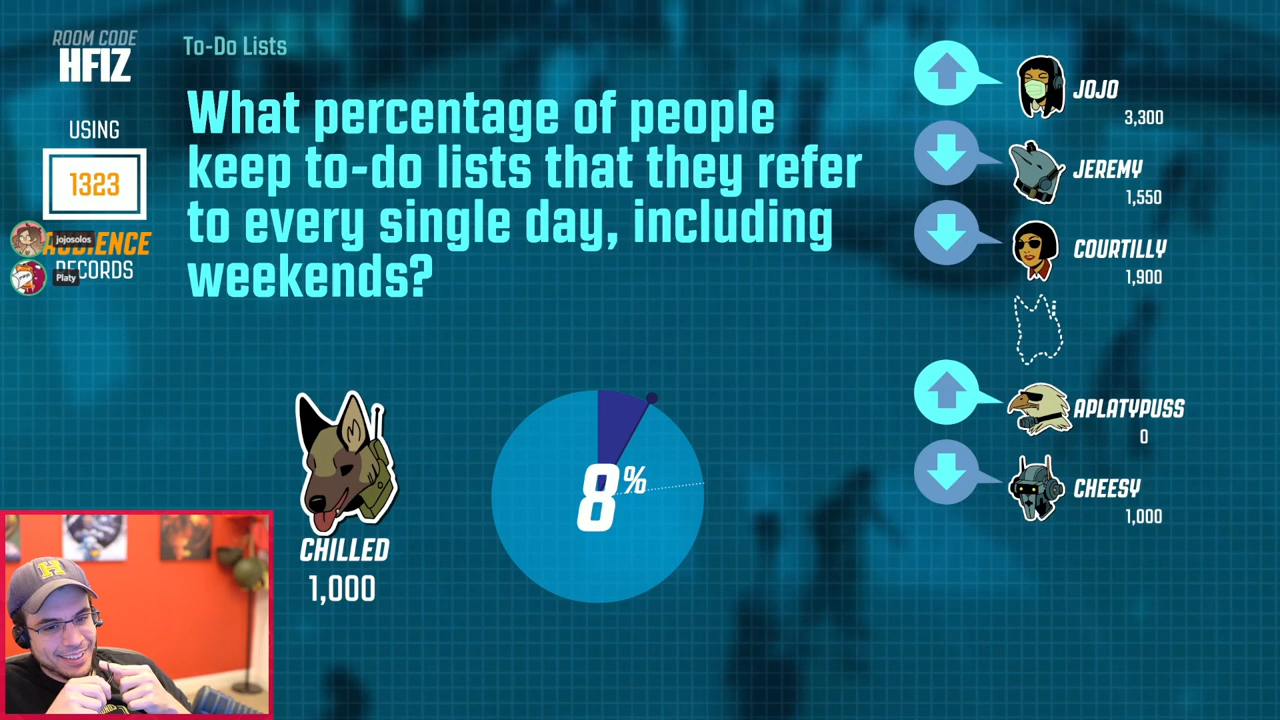 ROOM CODE
HFIZ
USING
1323
AUDIENCE
RECORDS
jojosolos
Platy
To-Do Lists
What percentage of people
keep to-do lists that they refer
to every single day, including
weekends?
CHILLED
1,000
8%
JOJO
3,300
JEREMY
1,550
COURTILLY
1,900
APLATYPUSS
0
CHEESY
1,000
H